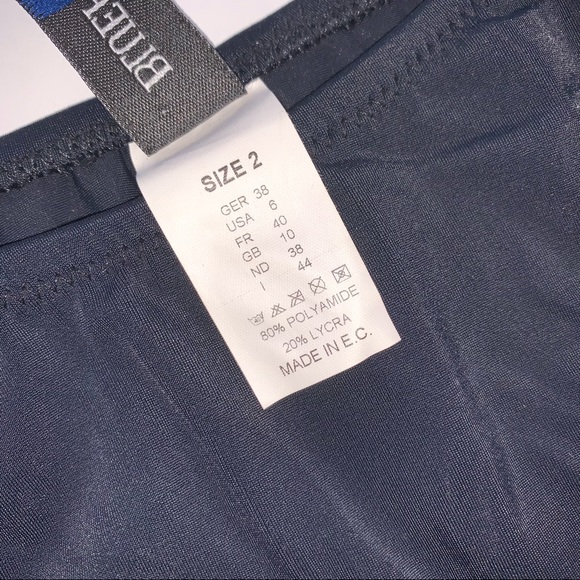 SIZE 2
GER 38
USA 6
FR 40
GB 10
ND 38
I 44
80% POLYAMIDE
20% LYCRA
MADE IN E.C.